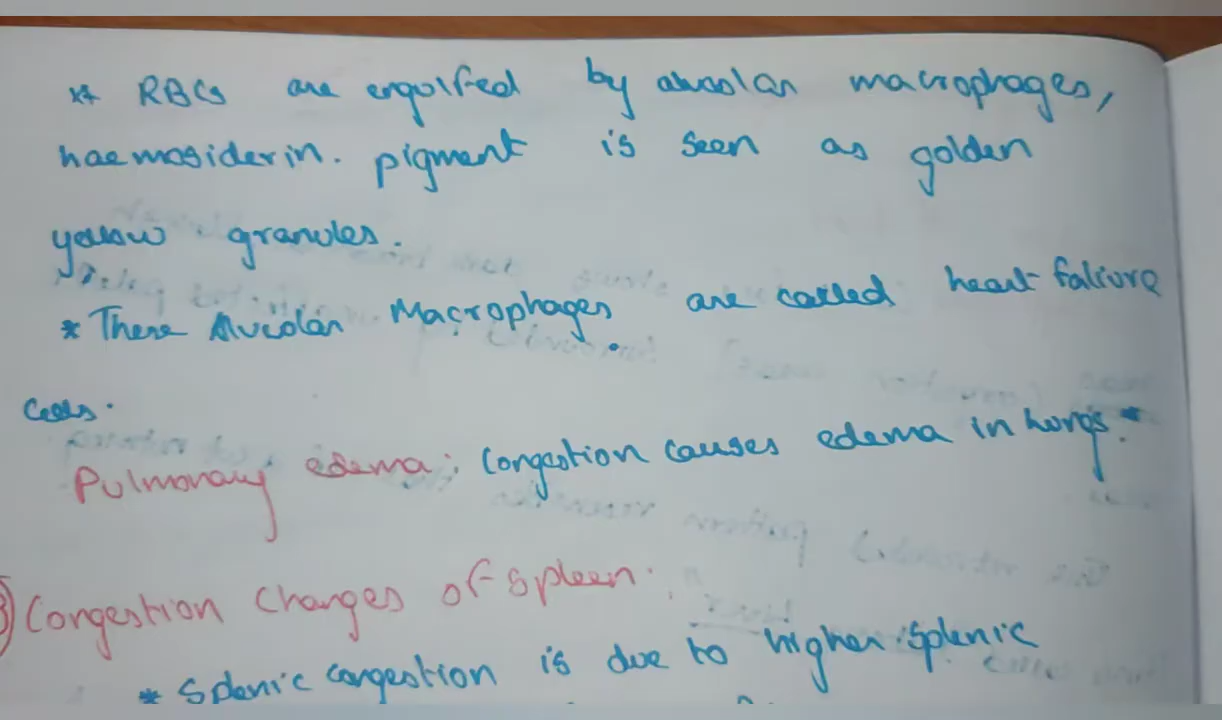 ** RBCs are engulfed by alveolar macrophages,
haemosiderin. pigment is seen as golden
yellow granules.
* These Alveolar Macrophages are called heart failure
cells.
Pulmonary edema: Congestion causes edema in lungs.
3) Congestion Changes of Spleen.
* Splenic congestion is due to higher splenic